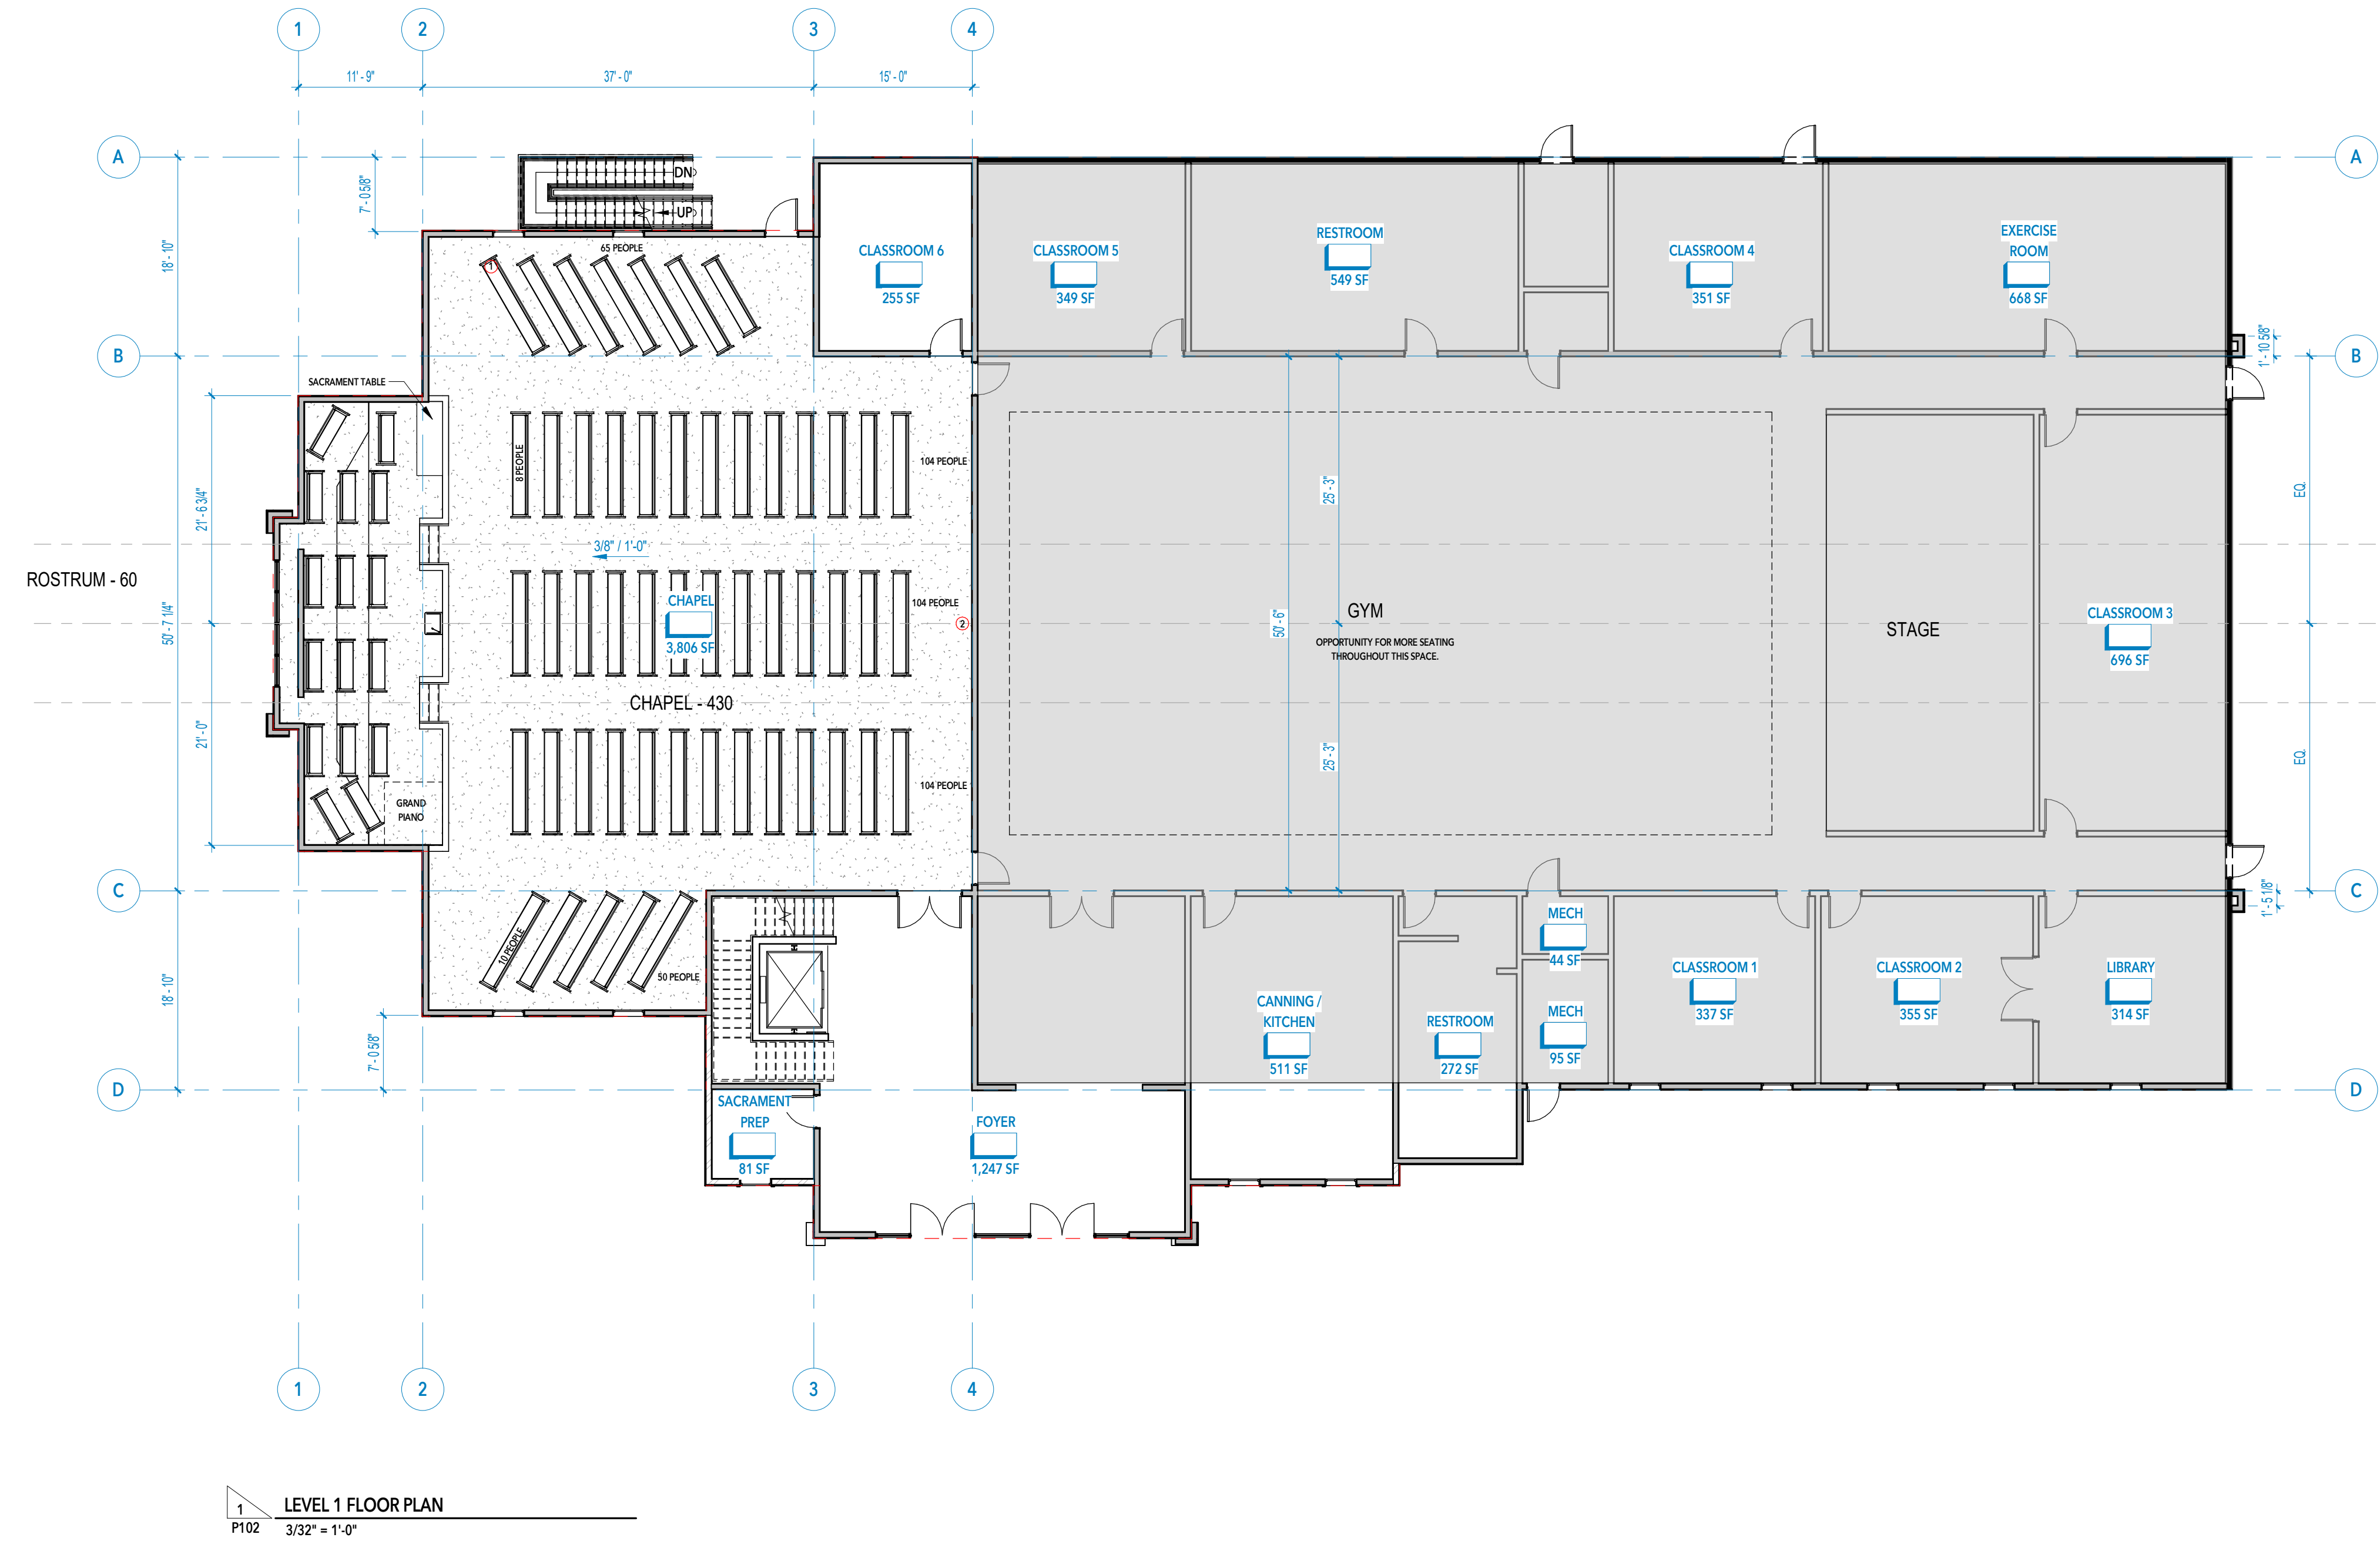 1
2
3
4
11' - 9"
37' - 0"
15' - 0"
A
A
DN
7' - 0 5/8"
UP
65 PEOPLE
18' - 10"
1
CLASSROOM 6
255 SF
CLASSROOM 5
349 SF
RESTROOM
549 SF
CLASSROOM 4
351 SF
EXERCISE
ROOM
668 SF
B
B
1' - 10 5/8"
SACRAMENT TABLE
8 PEOPLE
104 PEOPLE
21' - 6 3/4"
25' - 3"
EQ.
3/8" / 1'-0"
ROSTRUM - 60
50' - 7 1/4"
CHAPEL
3,806 SF
104 PEOPLE
2
50' - 6"
GYM
OPPORTUNITY FOR MORE SEATING
THROUGHOUT THIS SPACE.
STAGE
CLASSROOM 3
696 SF
CHAPEL - 430
21' - 0"
25' - 3"
EQ.
104 PEOPLE
GRAND
PIANO
C
C
1' - 5 1/8"
10 PEOPLE
50 PEOPLE
18' - 10"
7' - 0 5/8"
MECH
44 SF
CLASSROOM 1
337 SF
CLASSROOM 2
355 SF
LIBRARY
314 SF
CANNING /
KITCHEN
511 SF
RESTROOM
272 SF
MECH
95 SF
D
D
SACRAMENT
PREP
81 SF
FOYER
1,247 SF
1
2
3
4
1
P102
LEVEL 1 FLOOR PLAN
3/32" = 1'-0"